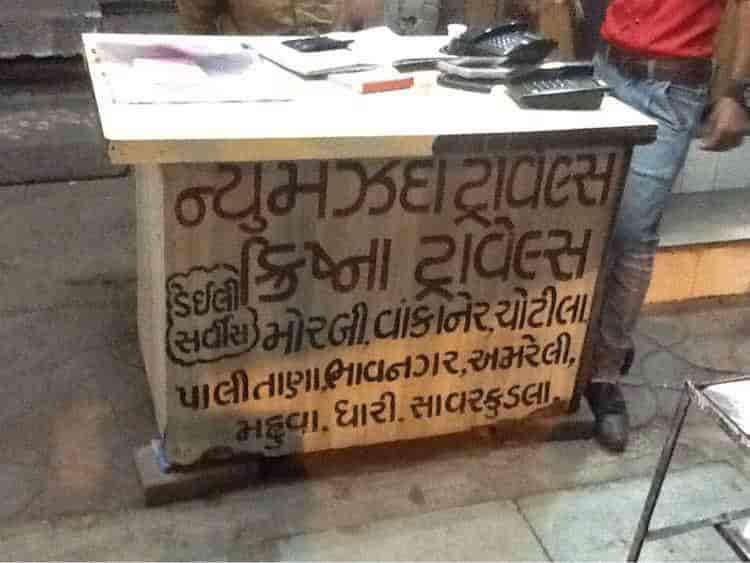 ન્યુ મઝદા ટ્રાવેલ્સ
ક્રિષ્ના ટ્રાવેલ્સ
ડેઈલી
સર્વીસ
મોરબી, વાંકાનેર, ચોટીલા,
પાલીતાણા, ભાવનગર, અમરેલી,
મહુવા. ધારી. સાવરકુડલા.